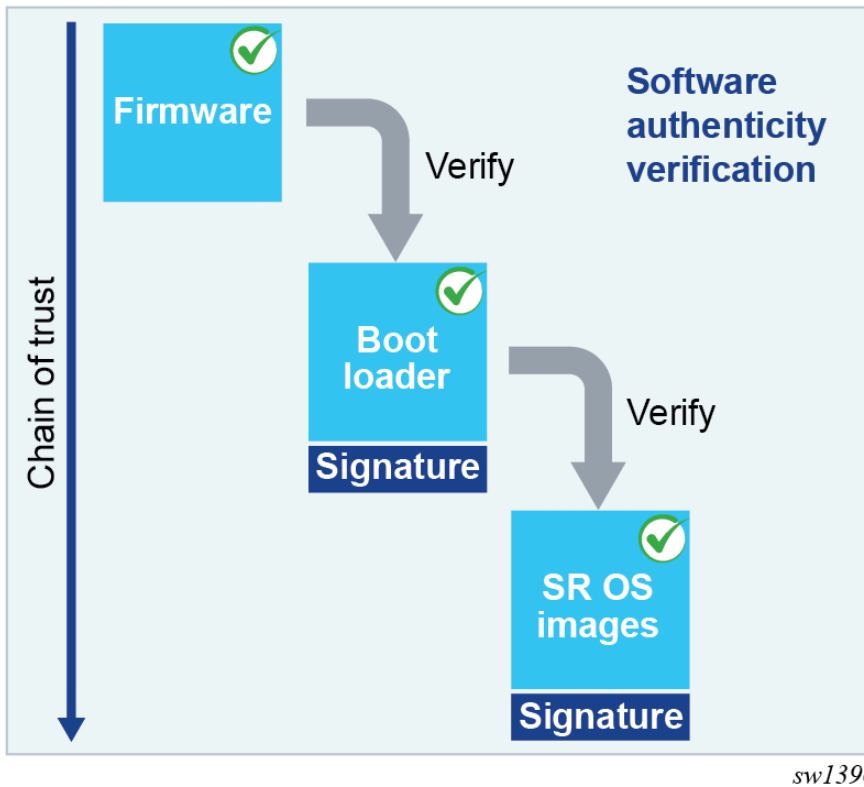 Firmware
Software
authenticity
verification
Verify
Chain of trust
Boot
loader
Signature
Verify
SR OS
images
Signature